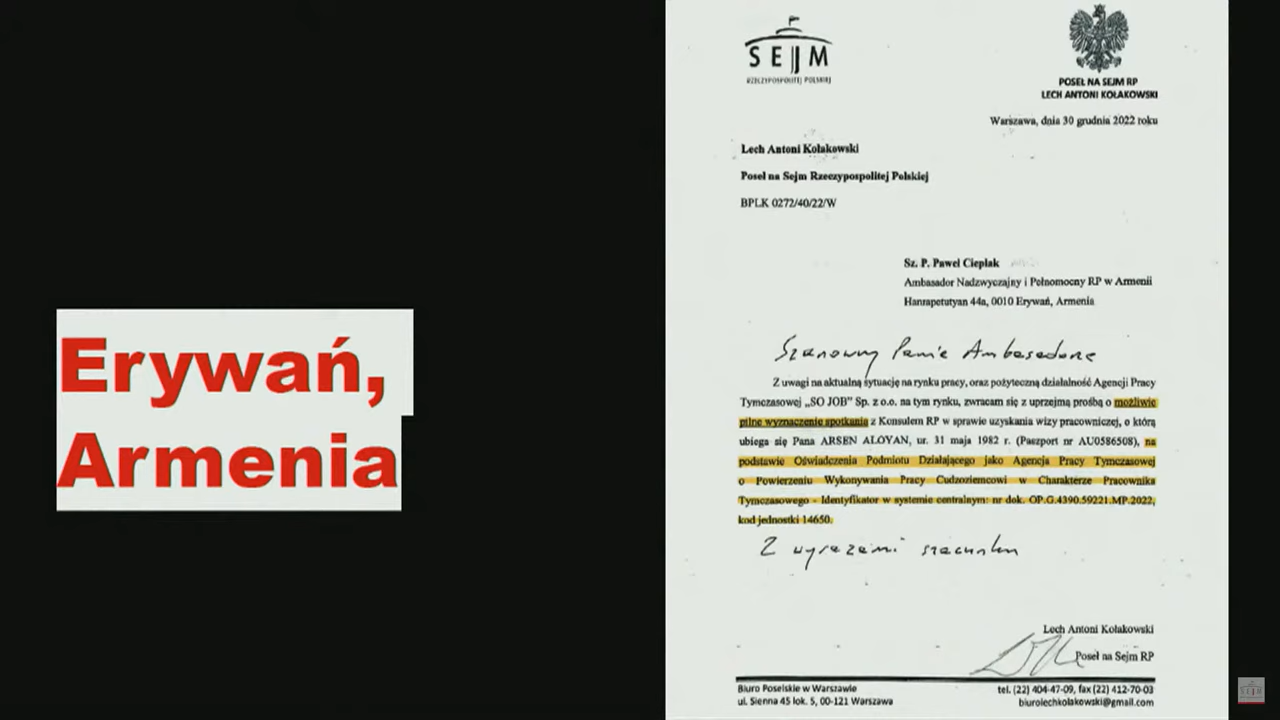 Erywań,
Armenia
SEJM
RZECZYPOSPOLITEJ POLSKIEJ
POSEŁ NA SEJM RP
LECH ANTONI KOŁAKOWSKI
Warszawa, dnia 30 grudnia 2022 roku
Lech Antoni Kołakowski
Poseł na Sejm Rzeczypospolitej Polskiej
BPLK 0272/40/22/W
Sz. P. Paweł Cieplak
Ambasador Nadzwyczajny i Pełnomocny RP w Armenii
Hanrapetutyan 44a, 0010 Erywań, Armenia
Szanowny Panie Ambasadorze
Z uwagi na aktualną sytuację na rynku pracy, oraz pożyteczną działalność Agencji Pracy
Tymczasowej „SO JOB" Sp. z o.o. na tym rynku, zwracam się z uprzejmą prośbą o możliwie
pilne wyznaczenie spotkania z Konsulem RP w sprawie uzyskania wizy pracowniczej, o którą
ubiega się Pana ARSEN ALOYAN, ur. 31 maja 1982 r. (Paszport nr AU0586508), na
podstawie Oświadczenia Podmiotu Działającego jako Agencja Pracy Tymczasowej
o Powierzeniu Wykonywania Pracy Cudzoziemcowi w Charakterze Pracownika
Tymczasowego - Identyfikator w systemie centralnym: nr dok. OP.G.4390.59221.MP.2022,
kod jednostki 14650.
Z wyrazami szacunku
Lech Antoni Kołakowski
Poseł na Sejm RP
Biuro Poselskie w Warszawie
ul. Sienna 45 lok. 5, 00-121 Warszawa
tel. (22) 404-47-09, fax (22) 412-70-03
biurolechkolakowski@gmail.com
SEJM